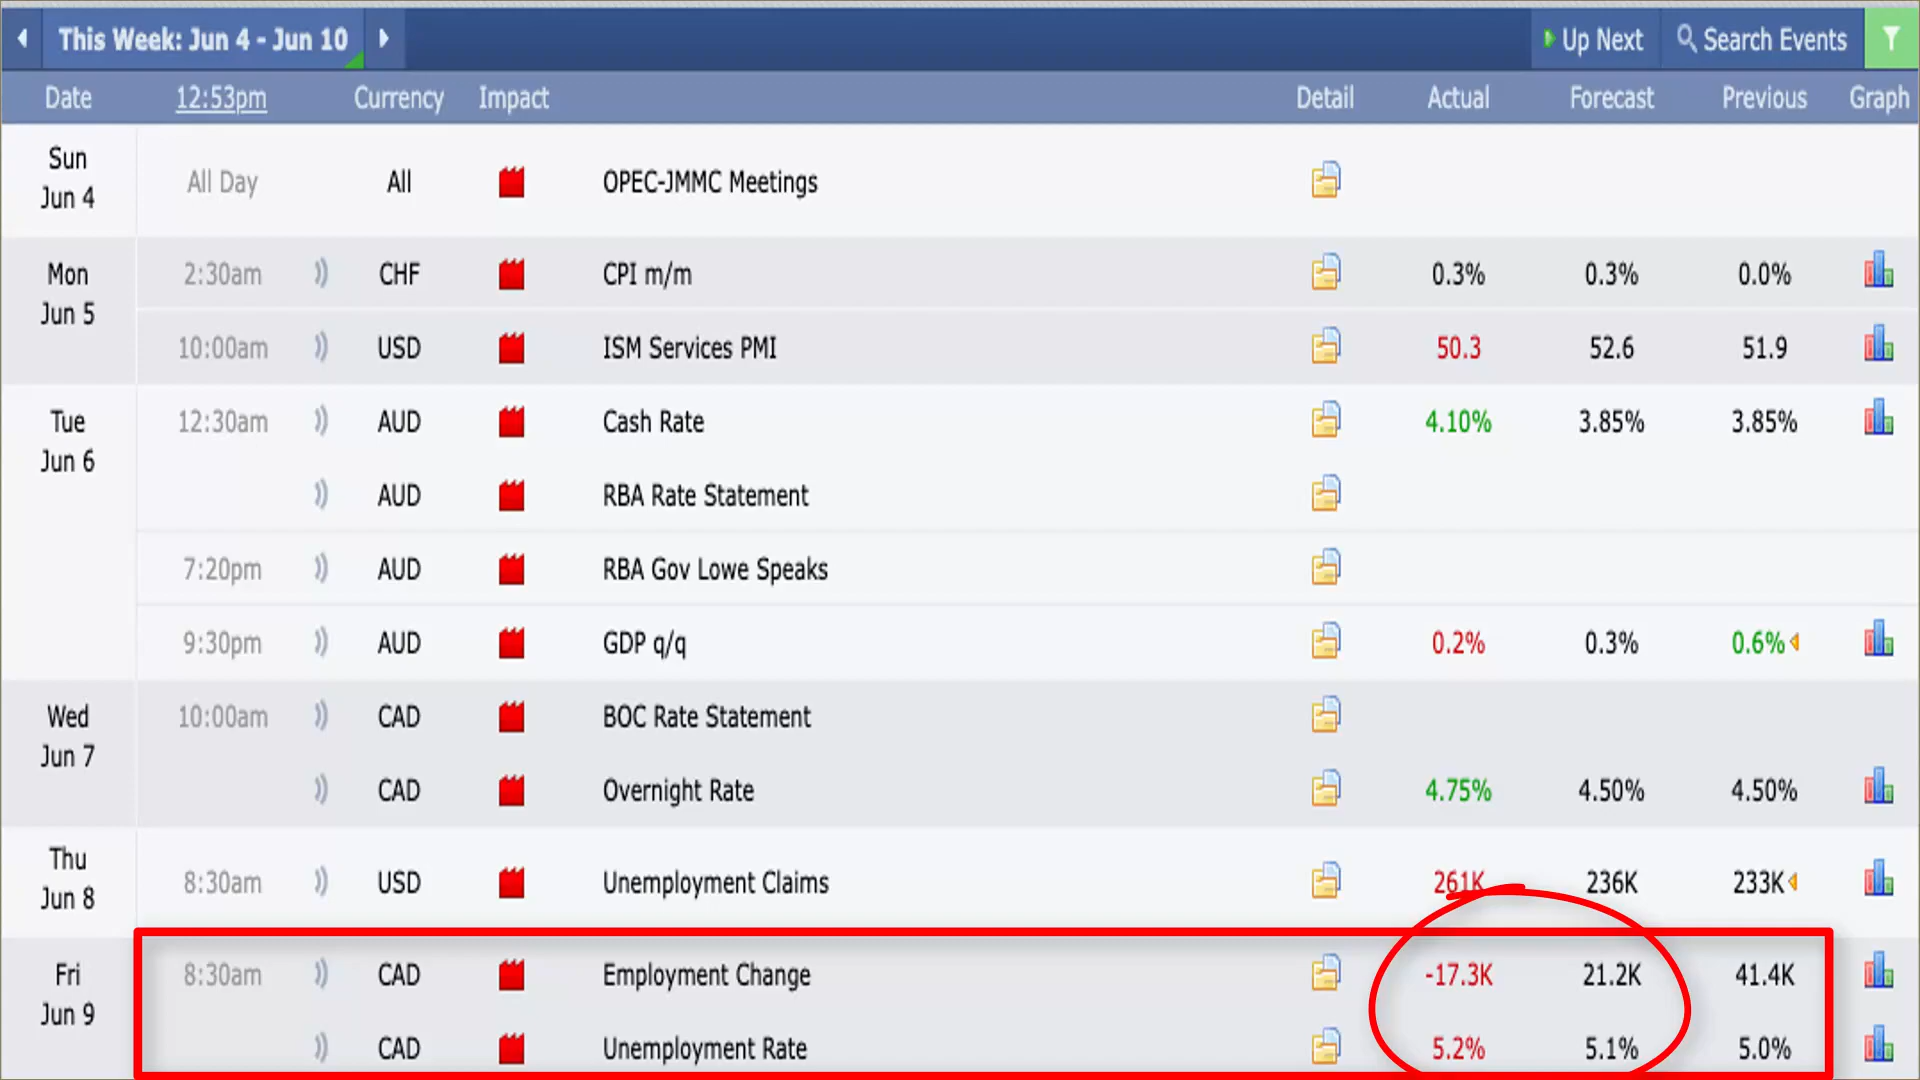 This Week: Jun 4 - Jun 10 Up Next Search Events
Date 12:53pm Currency Impact Detail Actual Forecast Previous Graph
Sun
Jun 4
All Day All OPEC-JMMC Meetings
Mon
Jun 5
2:30am CHF CPI m/m 0.3% 0.3% 0.0%
10:00am USD ISM Services PMI 50.3 52.6 51.9
Tue
Jun 6
12:30am AUD Cash Rate 4.10% 3.85% 3.85%
AUD RBA Rate Statement
7:20pm AUD RBA Gov Lowe Speaks
9:30pm AUD GDP q/q 0.2% 0.3% 0.6%
Wed
Jun 7
10:00am CAD BOC Rate Statement
CAD Overnight Rate 4.75% 4.50% 4.50%
Thu
Jun 8
8:30am USD Unemployment Claims 261K 236K 233K
Fri
Jun 9
8:30am CAD Employment Change -17.3K 21.2K 41.4K
CAD Unemployment Rate 5.2% 5.1% 5.0%